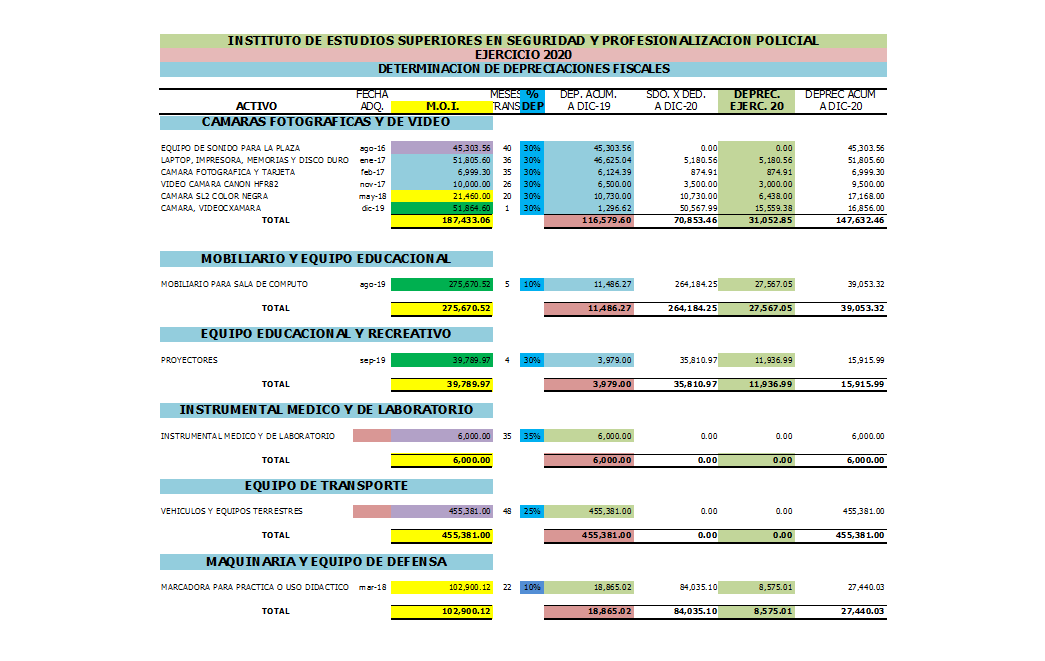 INSTITUTO DE ESTUDIOS SUPERIORES EN SEGURIDAD Y PROFESIONALIZACION POLICIAL
EJERCICIO 2020
DETERMINACION DE DEPRECIACIONES FISCALES
FECHA MESES % DEP. ACUM. SDO. X DED. DEPREC. DEPREC ACUM
ACTIVO ADQ. M.O.I. TRANS DEP A DIC-19 A DIC-20 EJERC. 20 A DIC-20
CAMARAS FOTOGRAFICAS Y DE VIDEO
EQUIPO DE SONIDO PARA LA PLAZA ago-16 45,303.56 40 30% 45,303.56 0.00 0.00 45,303.56
LAPTOP, IMPRESORA, MEMORIAS Y DISCO DURO ene-17 51,805.60 36 30% 46,625.04 5,180.56 5,180.56 51,805.60
CAMARA FOTOGRAFICA Y TARJETA feb-17 6,999.30 35 30% 6,124.39 874.91 874.91 6,999.30
VIDEO CAMARA CANON HFR82 nov-17 10,000.00 26 30% 6,500.00 3,500.00 3,000.00 9,500.00
CAMARA SL2 COLOR NEGRA may-18 21,460.00 20 30% 10,730.00 10,730.00 6,438.00 17,168.00
CAMARA, VIDEOCXAMARA dic-19 51,864.60 1 30% 1,296.62 50,567.99 15,559.38 16,856.00
TOTAL 187,433.06 116,579.60 70,853.46 31,052.85 147,632.46
MOBILIARIO Y EQUIPO EDUCACIONAL
MOBILIARIO PARA SALA DE COMPUTO ago-19 275,670.52 5 10% 11,486.27 264,184.25 27,567.05 39,053.32
TOTAL 275,670.52 11,486.27 264,184.25 27,567.05 39,053.32
EQUIPO EDUCACIONAL Y RECREATIVO
PROYECTORES sep-19 39,789.97 4 30% 3,979.00 35,810.97 11,936.99 15,915.99
TOTAL 39,789.97 3,979.00 35,810.97 11,936.99 15,915.99
INSTRUMENTAL MEDICO Y DE LABORATORIO
INSTRUMENTAL MEDICO Y DE LABORATORIO 6,000.00 35 35% 6,000.00 0.00 0.00 6,000.00
TOTAL 6,000.00 6,000.00 0.00 0.00 6,000.00
EQUIPO DE TRANSPORTE
VEHICULOS Y EQUIPOS TERRESTRES 455,381.00 48 25% 455,381.00 0.00 0.00 455,381.00
TOTAL 455,381.00 455,381.00 0.00 0.00 455,381.00
MAQUINARIA Y EQUIPO DE DEFENSA
MARCADORA PARA PRACTICA O USO DIDACTICO mar-18 102,900.12 22 10% 18,865.02 84,035.10 8,575.01 27,440.03
TOTAL 102,900.12 18,865.02 84,035.10 8,575.01 27,440.03